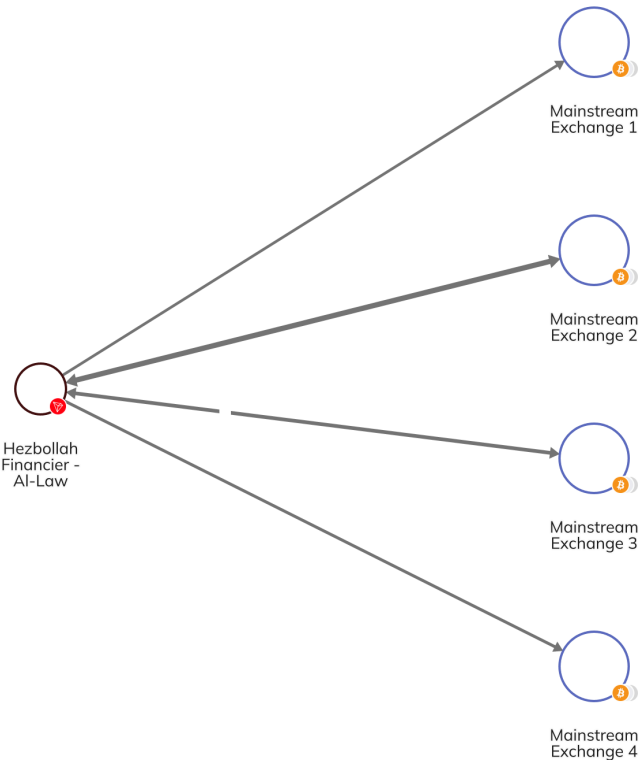 Mainstream
Exchange 1
Mainstream
Exchange 2
Hezbollah
Financier -
Al-Law
Mainstream
Exchange 3
Mainstream
Exchange 4